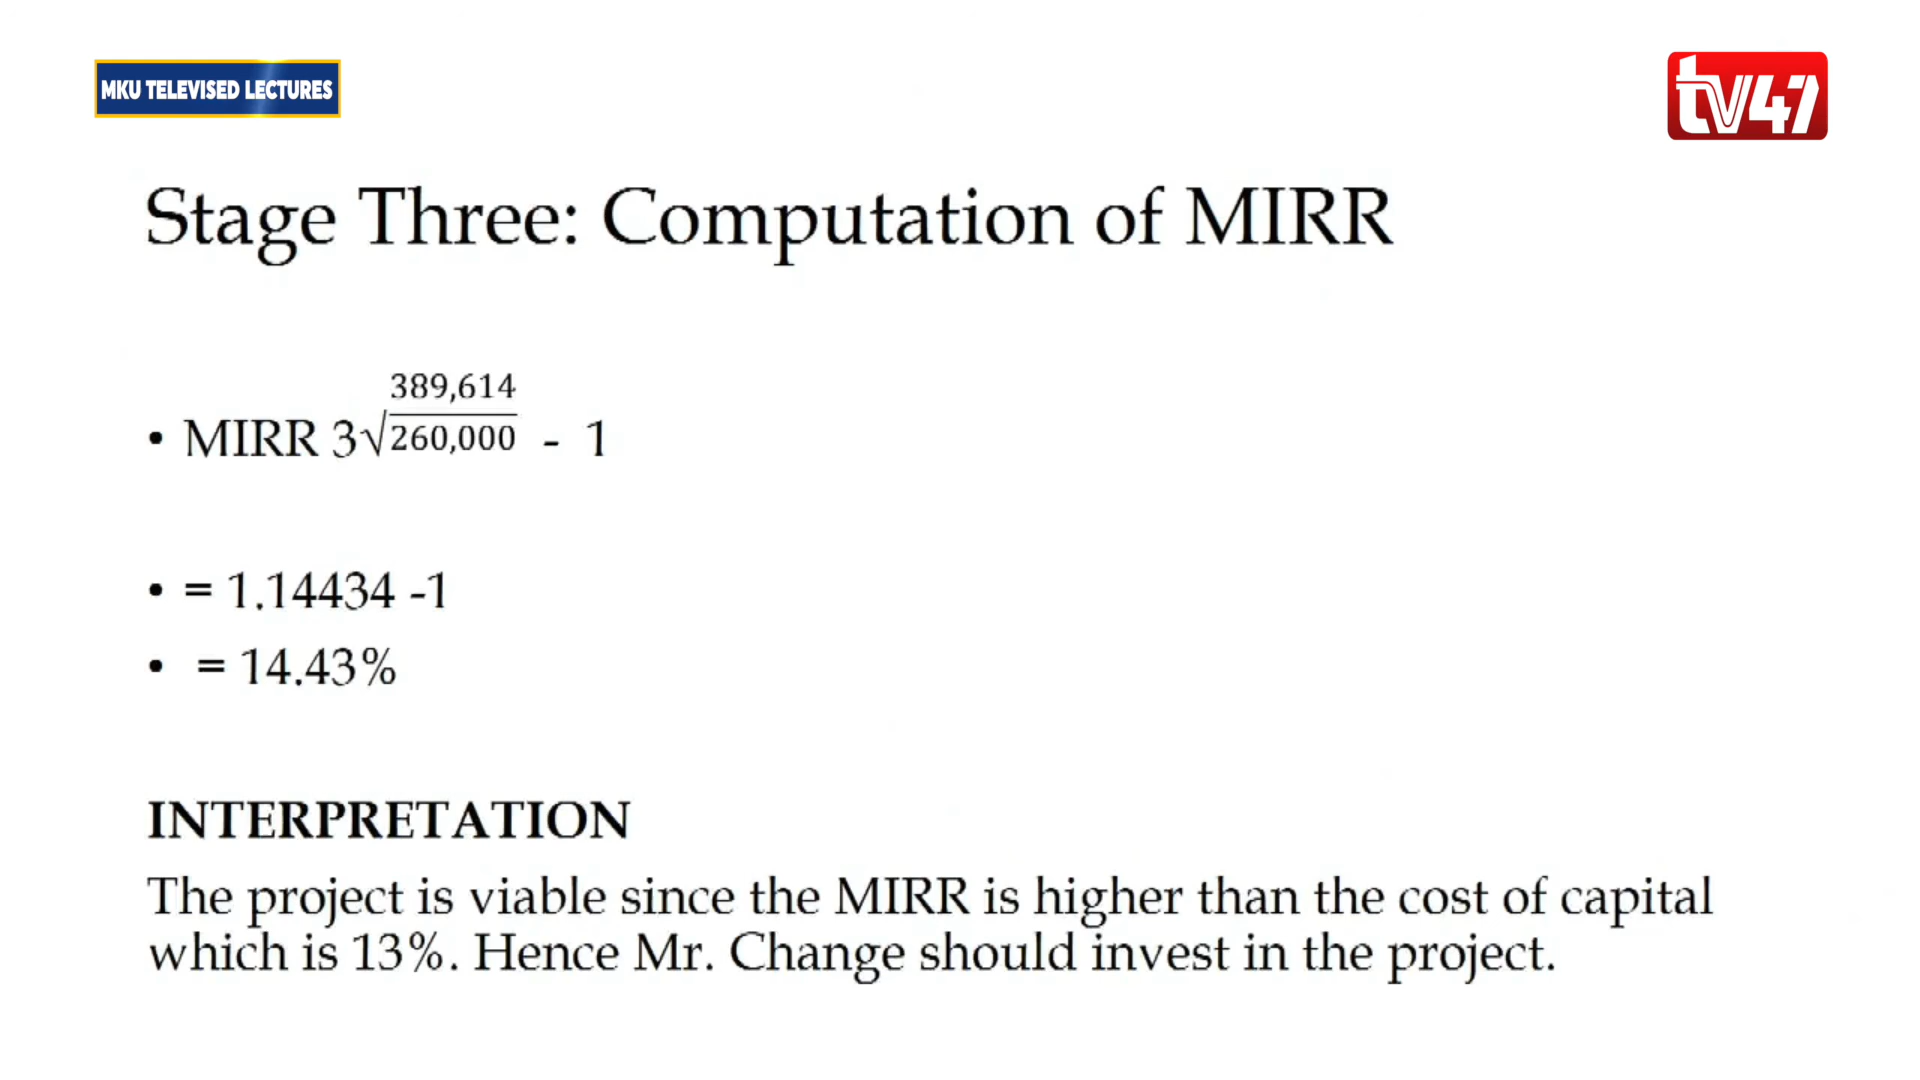 MKU TELEVISED LECTURES
tv47
Stage Three: Computation of MIRR
389,614
• MIRR 3√260,000 - 1
• = 1.14434 -1
• = 14.43%
INTERPRETATION
The project is viable since the MIRR is higher than the cost of capital
which is 13%. Hence Mr. Change should invest in the project.